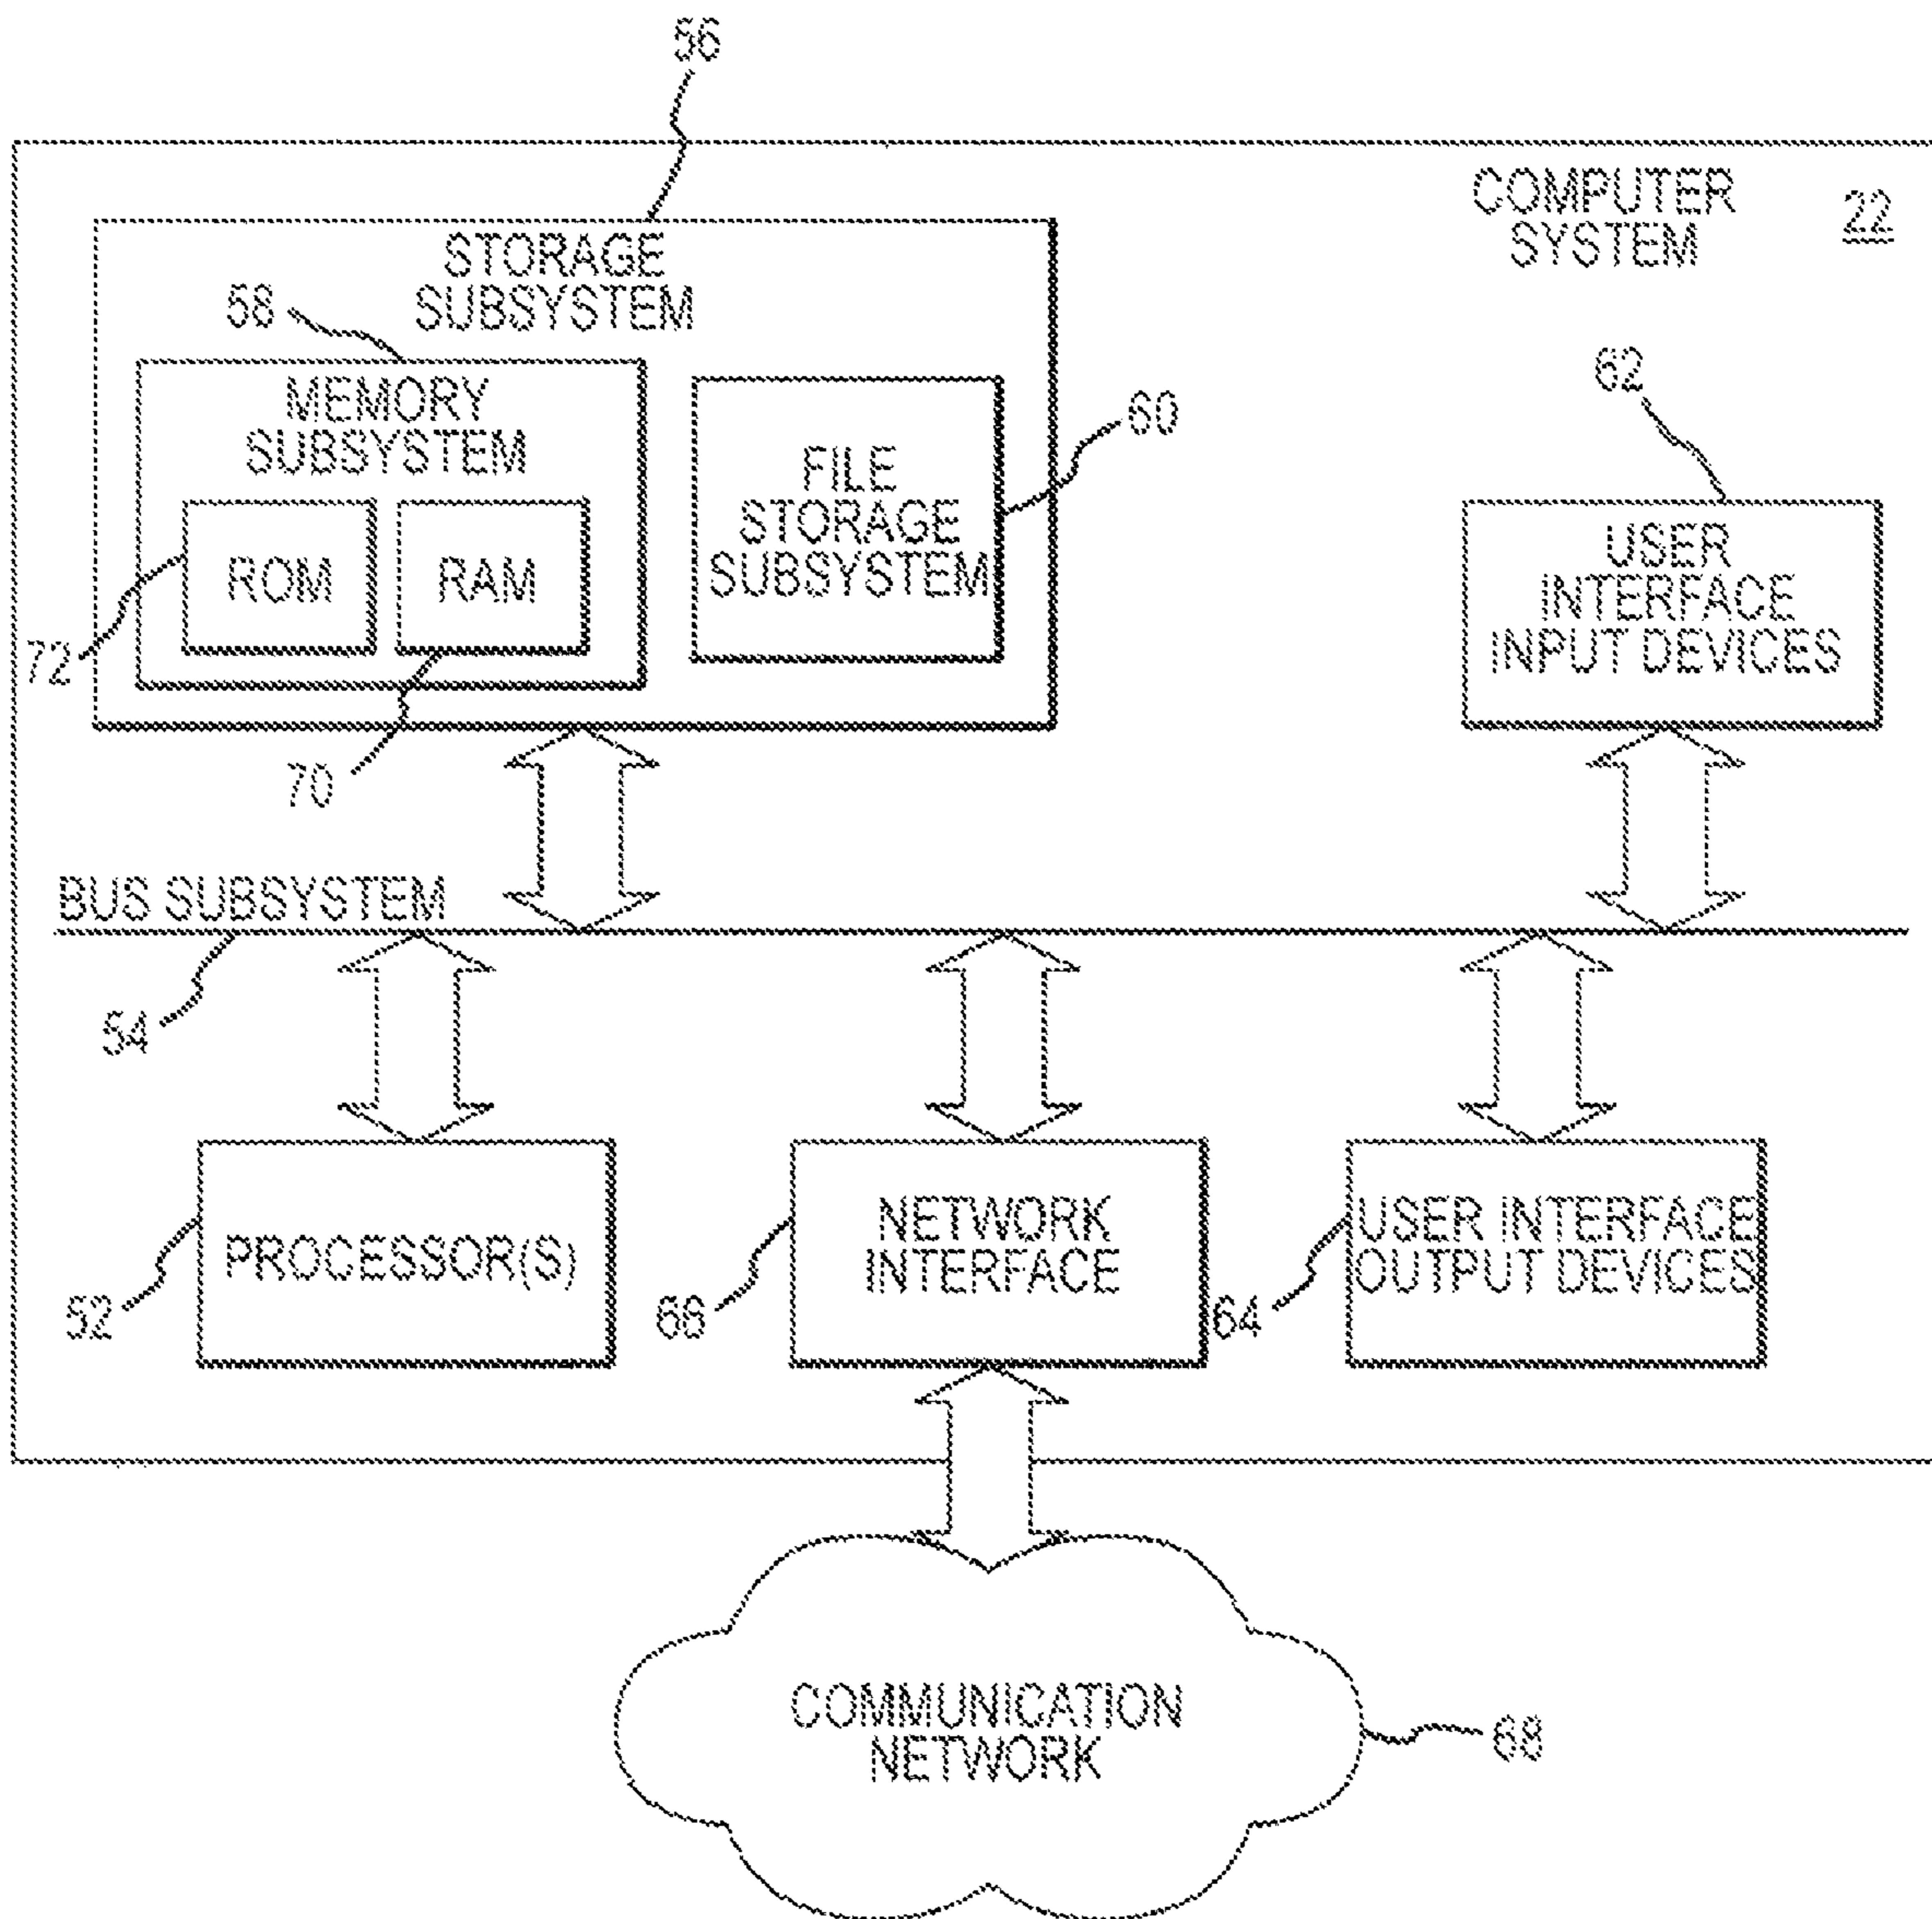 56
COMPUTER
SYSTEM
22
STORAGE
SUBSYSTEM
58
MEMORY
SUBSYSTEM
ROM
RAM
72
70
FILE
STORAGE
SUBSYSTEM
60
62
USER
INTERFACE
INPUT DEVICES
BUS SUBSYSTEM
54
PROCESSOR(S)
52
NETWORK
INTERFACE
66
USER INTERFACE
OUTPUT DEVICES
64
COMMUNICATION
NETWORK
68